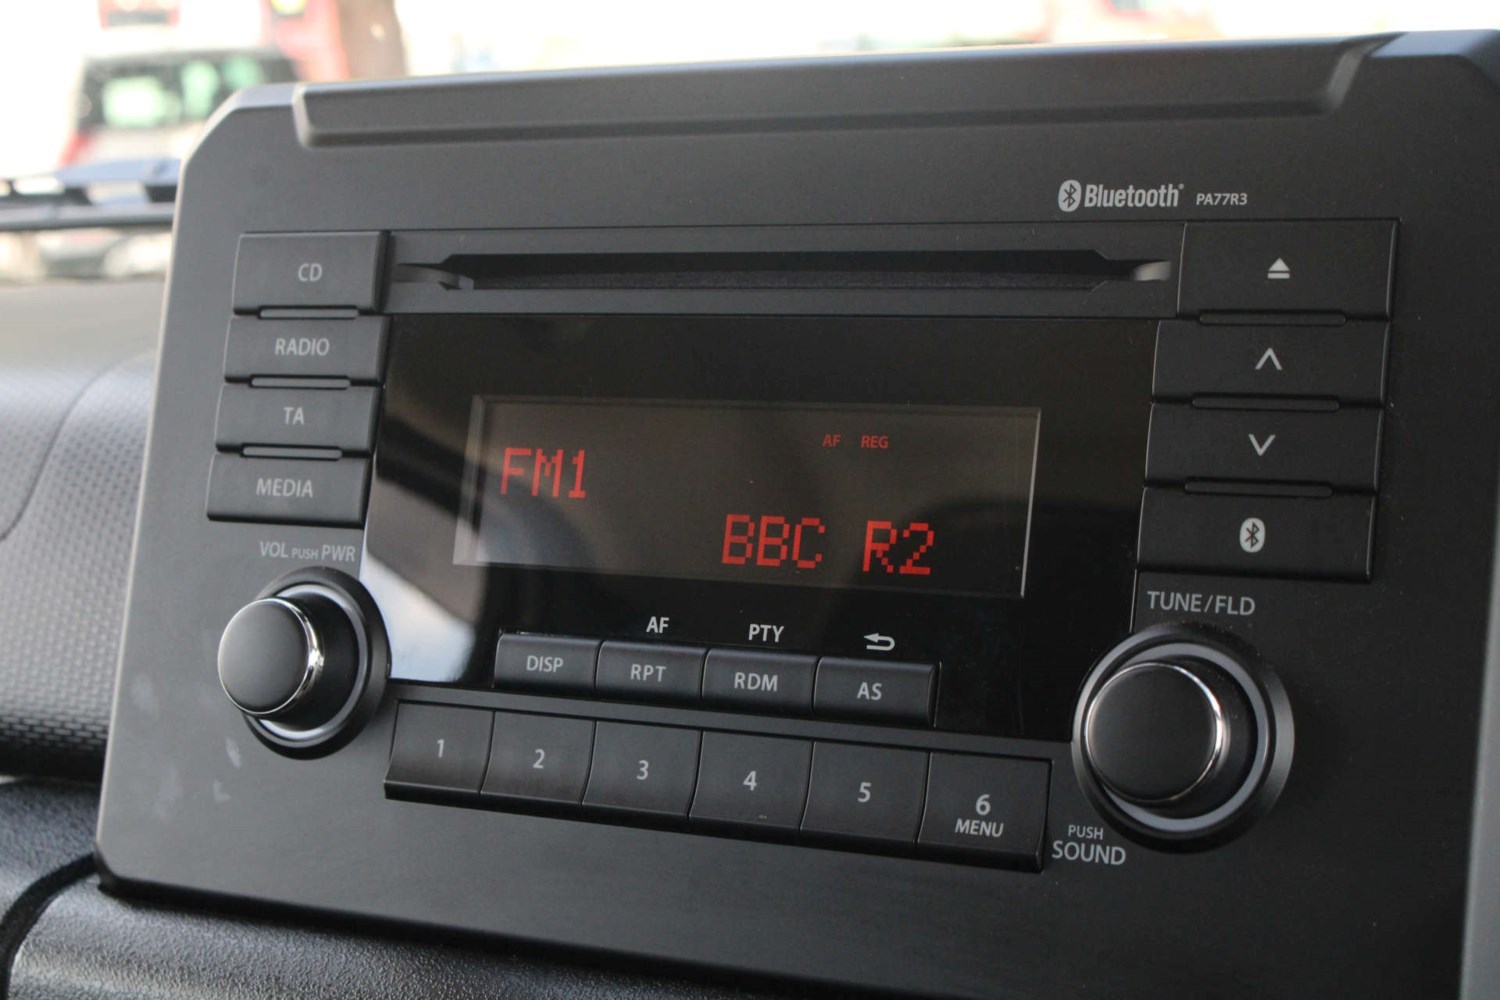 Bluetooth® PA77R3
CD
RADIO
TA
MEDIA
AF REG
FM1
BBC R2
VOL PUSH PWR
TUNE/FLD
AF PTY
DISP RPT RDM AS
1 2 3 4 5 6
MENU
PUSH
SOUND